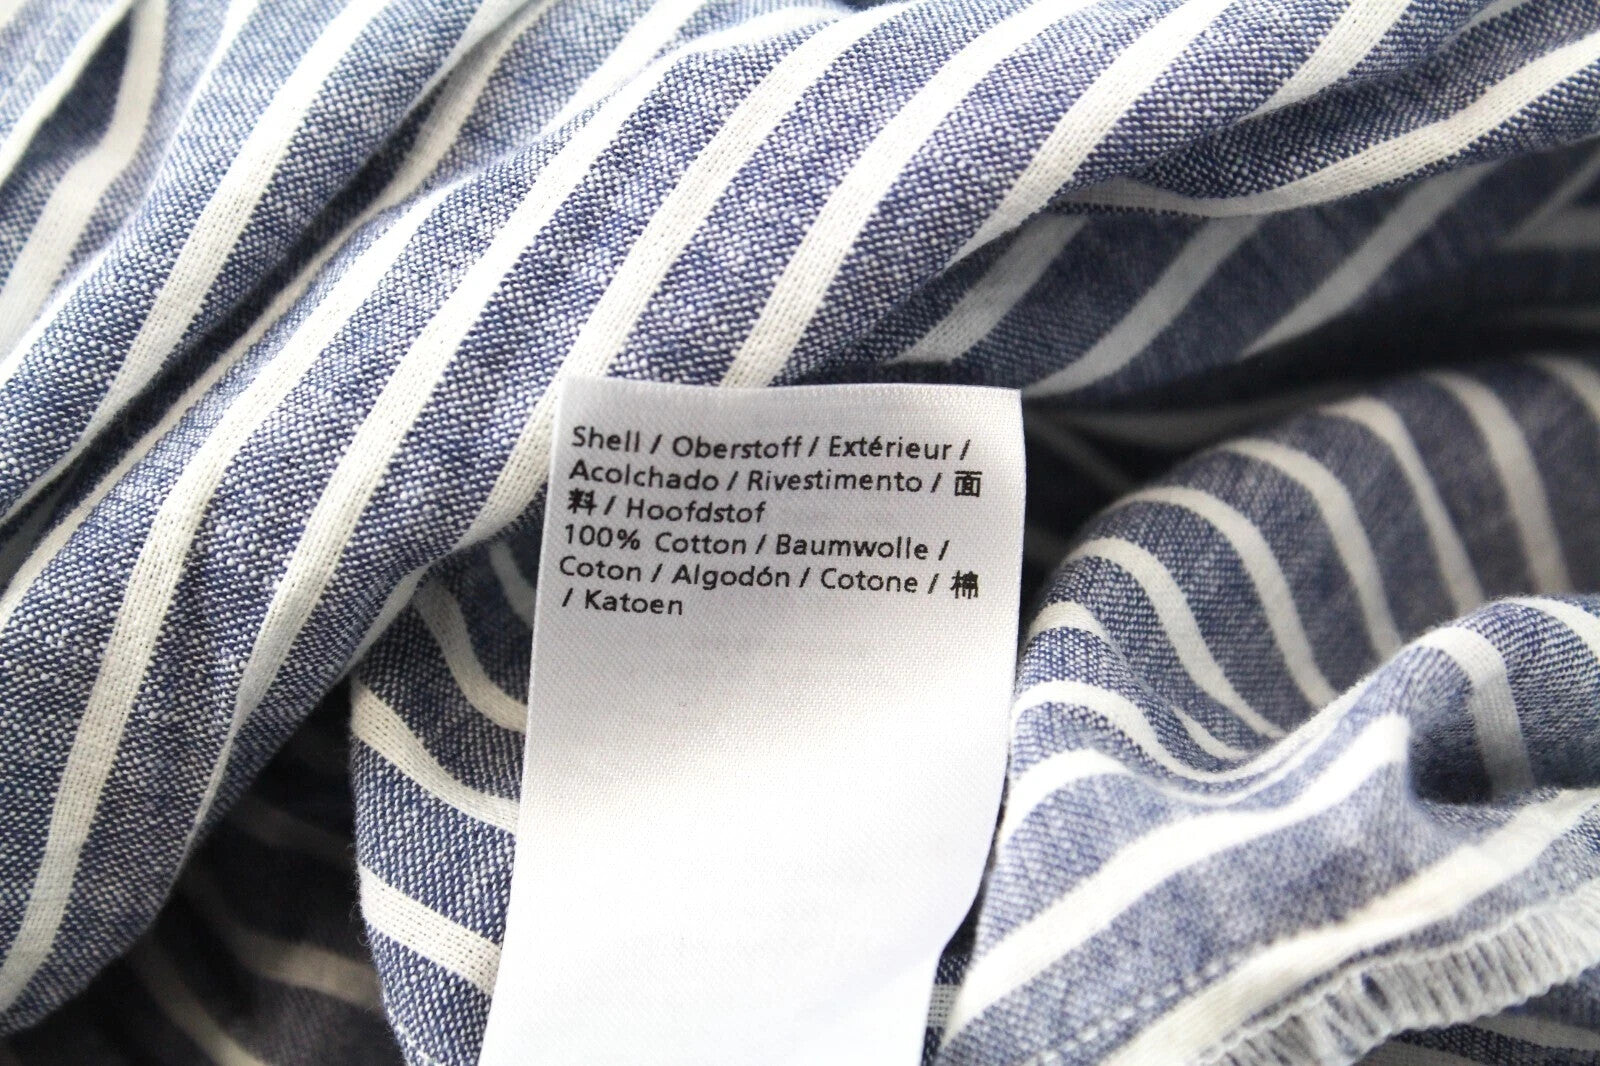 Shell / Oberstoff / Extérieur /
Acolchado / Rivestimento / 面
料 / Hoofdstof
100% Cotton / Baumwolle /
Coton / Algodón / Cotone / 棉
/ Katoen